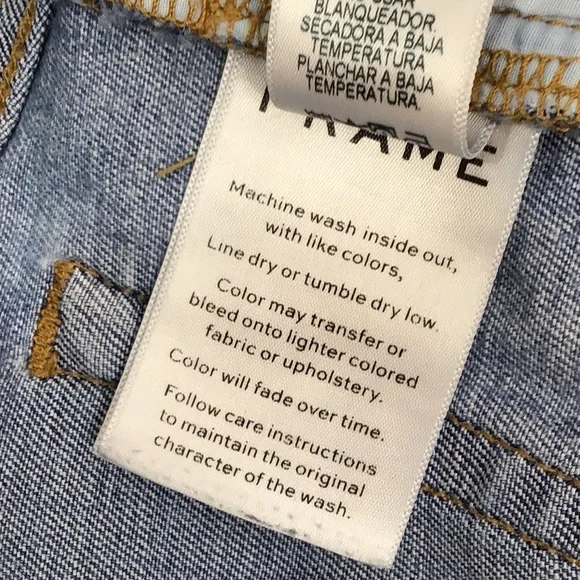 BLANQUEADOR.
SECADORA A BAJA
TEMPERATURA
PLANCHAR A BAJA
TEMPERATURA.
FRAME
Machine wash inside out,
with like colors,
Line dry or tumble dry low.
Color may transfer or
bleed onto lighter colored
fabric or upholstery.
Color will fade over time.
Follow care instructions
to maintain the original
character of the wash.